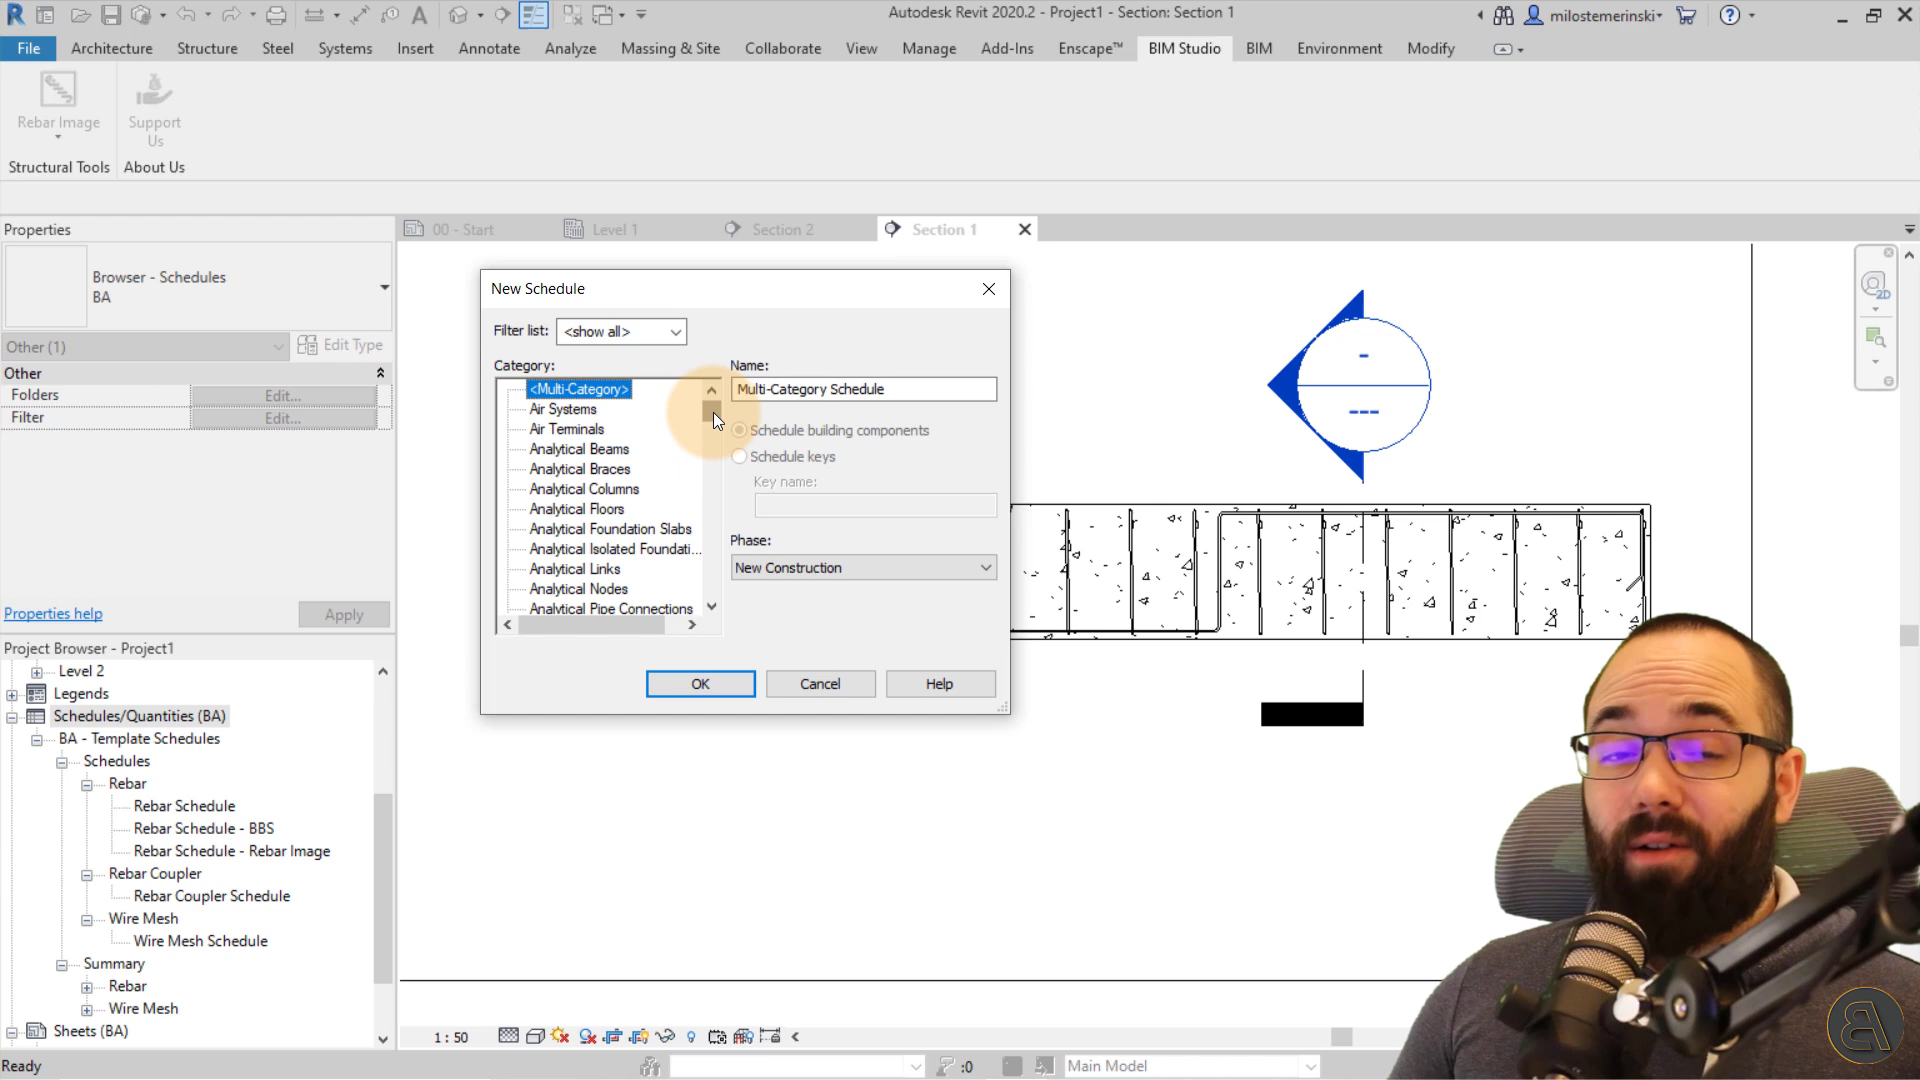 Autodesk Revit 2020.2 - Project1 - Section: Section 1
milostemerinski
File Architecture Structure Steel Systems Insert Annotate Analyze Massing & Site Collaborate View Manage Add-Ins Enscape™ BIM Studio BIM Environment Modify
Rebar Image
Support
Us
Structural Tools About Us
Properties
00 - Start Level 1 Section 2 Section 1
Browser - Schedules
BA
Other (1) Edit Type
Other
Folders Edit...
Filter Edit...
Properties help Apply
New Schedule
Filter list: <show all>
Category:
<Multi-Category>
Air Systems
Air Terminals
Analytical Beams
Analytical Braces
Analytical Columns
Analytical Floors
Analytical Foundation Slabs
Analytical Isolated Foundati...
Analytical Links
Analytical Nodes
Analytical Pipe Connections
Name:
Multi-Category Schedule
Schedule building components
Schedule keys
Key name:
Phase:
New Construction
OK Cancel Help
-
---
Project Browser - Project1
Level 2
Legends
Schedules/Quantities (BA)
BA - Template Schedules
Schedules
Rebar
Rebar Schedule
Rebar Schedule - BBS
Rebar Schedule - Rebar Image
Rebar Coupler
Rebar Coupler Schedule
Wire Mesh
Wire Mesh Schedule
Summary
Rebar
Wire Mesh
Sheets (BA)
1 : 50
Ready
:0
Main Model
2D